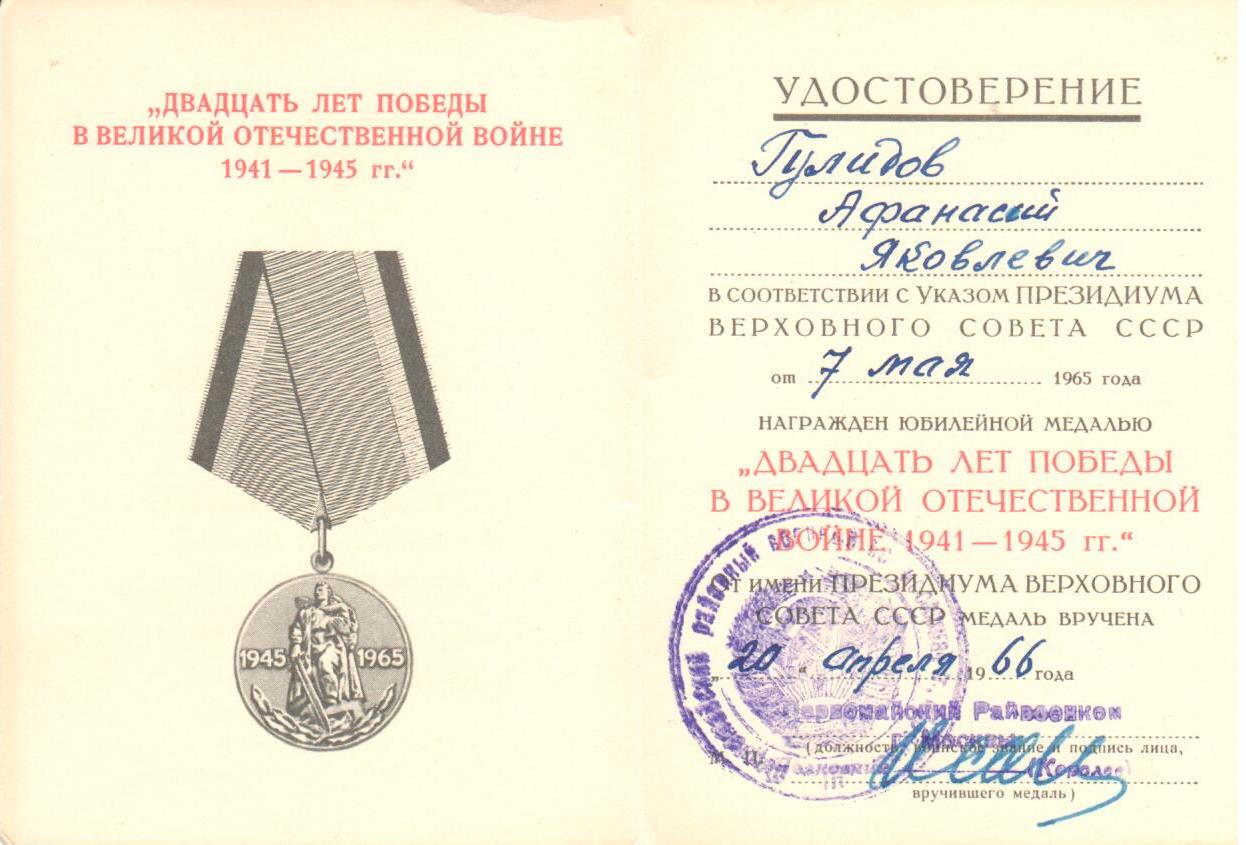 „ДВАДЦАТЬ ЛЕТ ПОБЕДЫ
В ВЕЛИКОЙ ОТЕЧЕСТВЕННОЙ ВОЙНЕ
1941—1945 гг.“
1945 1965
УДОСТОВЕРЕНИЕ
Гулидов
Афанасий
Яковлевич
В СООТВЕТСТВИИ С УКАЗОМ ПРЕЗИДИУМА
ВЕРХОВНОГО СОВЕТА СССР
от 7 мая 1965 года
НАГРАЖДЕН ЮБИЛЕЙНОЙ МЕДАЛЬЮ
„ДВАДЦАТЬ ЛЕТ ПОБЕДЫ
В ВЕЛИКОЙ ОТЕЧЕСТВЕННОЙ
ВОЙНЕ 1941—1945 гг.“
ОТ ИМЕНИ ПРЕЗИДИУМА ВЕРХОВНОГО
СОВЕТА СССР МЕДАЛЬ ВРУЧЕНА
„20“ апреля 1966 года
Первомайский Райвоенком
г. Москвы
(должность, воинское звание и подпись лица,
М. П.
вручившего медаль)
районный